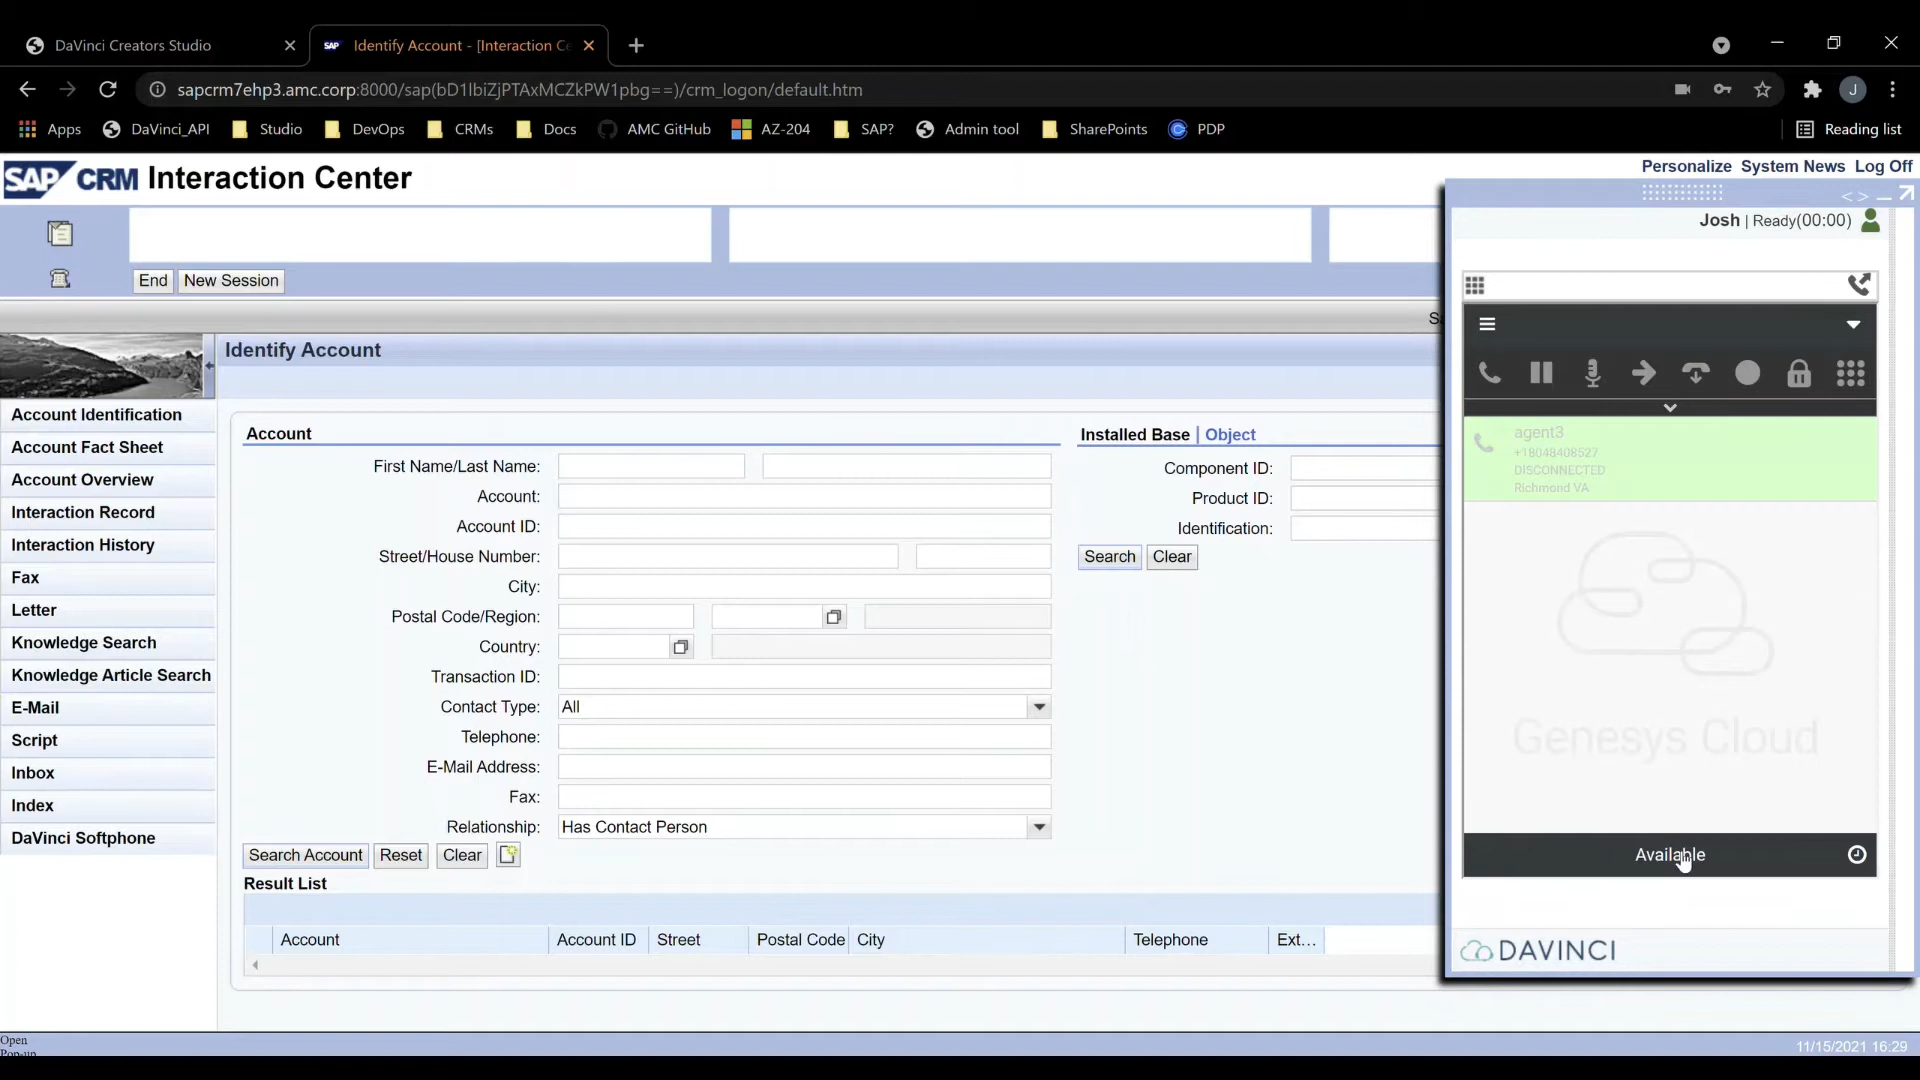 DaVinci Creators Studio
SAP Identify Account - [Interaction Ce
sapcrm7ehp3.amc.corp:8000/sap(bD1lbiZjPTAxMCZkPW1pbg==)/crm_logon/default.htm
J
Apps DaVinci_API Studio DevOps CRMs Docs AMC GitHub AZ-204 SAP? Admin tool SharePoints PDP Reading list
SAP CRM Interaction Center
Personalize System News Log Off
Josh | Ready(00:00)
End New Session
Identify Account
Account Identification
Account Fact Sheet
Account Overview
Interaction Record
Interaction History
Fax
Letter
Knowledge Search
Knowledge Article Search
E-Mail
Script
Inbox
Index
DaVinci Softphone
Account
First Name/Last Name:
Account:
Account ID:
Street/House Number:
City:
Postal Code/Region:
Country:
Transaction ID:
Contact Type: All
Telephone:
E-Mail Address:
Fax:
Relationship: Has Contact Person
Search Account Reset Clear
Installed Base | Object
Component ID:
Product ID:
Identification:
Search Clear
Result List
Account Account ID Street Postal Code City Telephone Ext...
agent3
+18048408527
DISCONNECTED
Richmond VA
Genesys Cloud
Available
DAVINCI
Open
Pop-up
11/15/2021 16:29